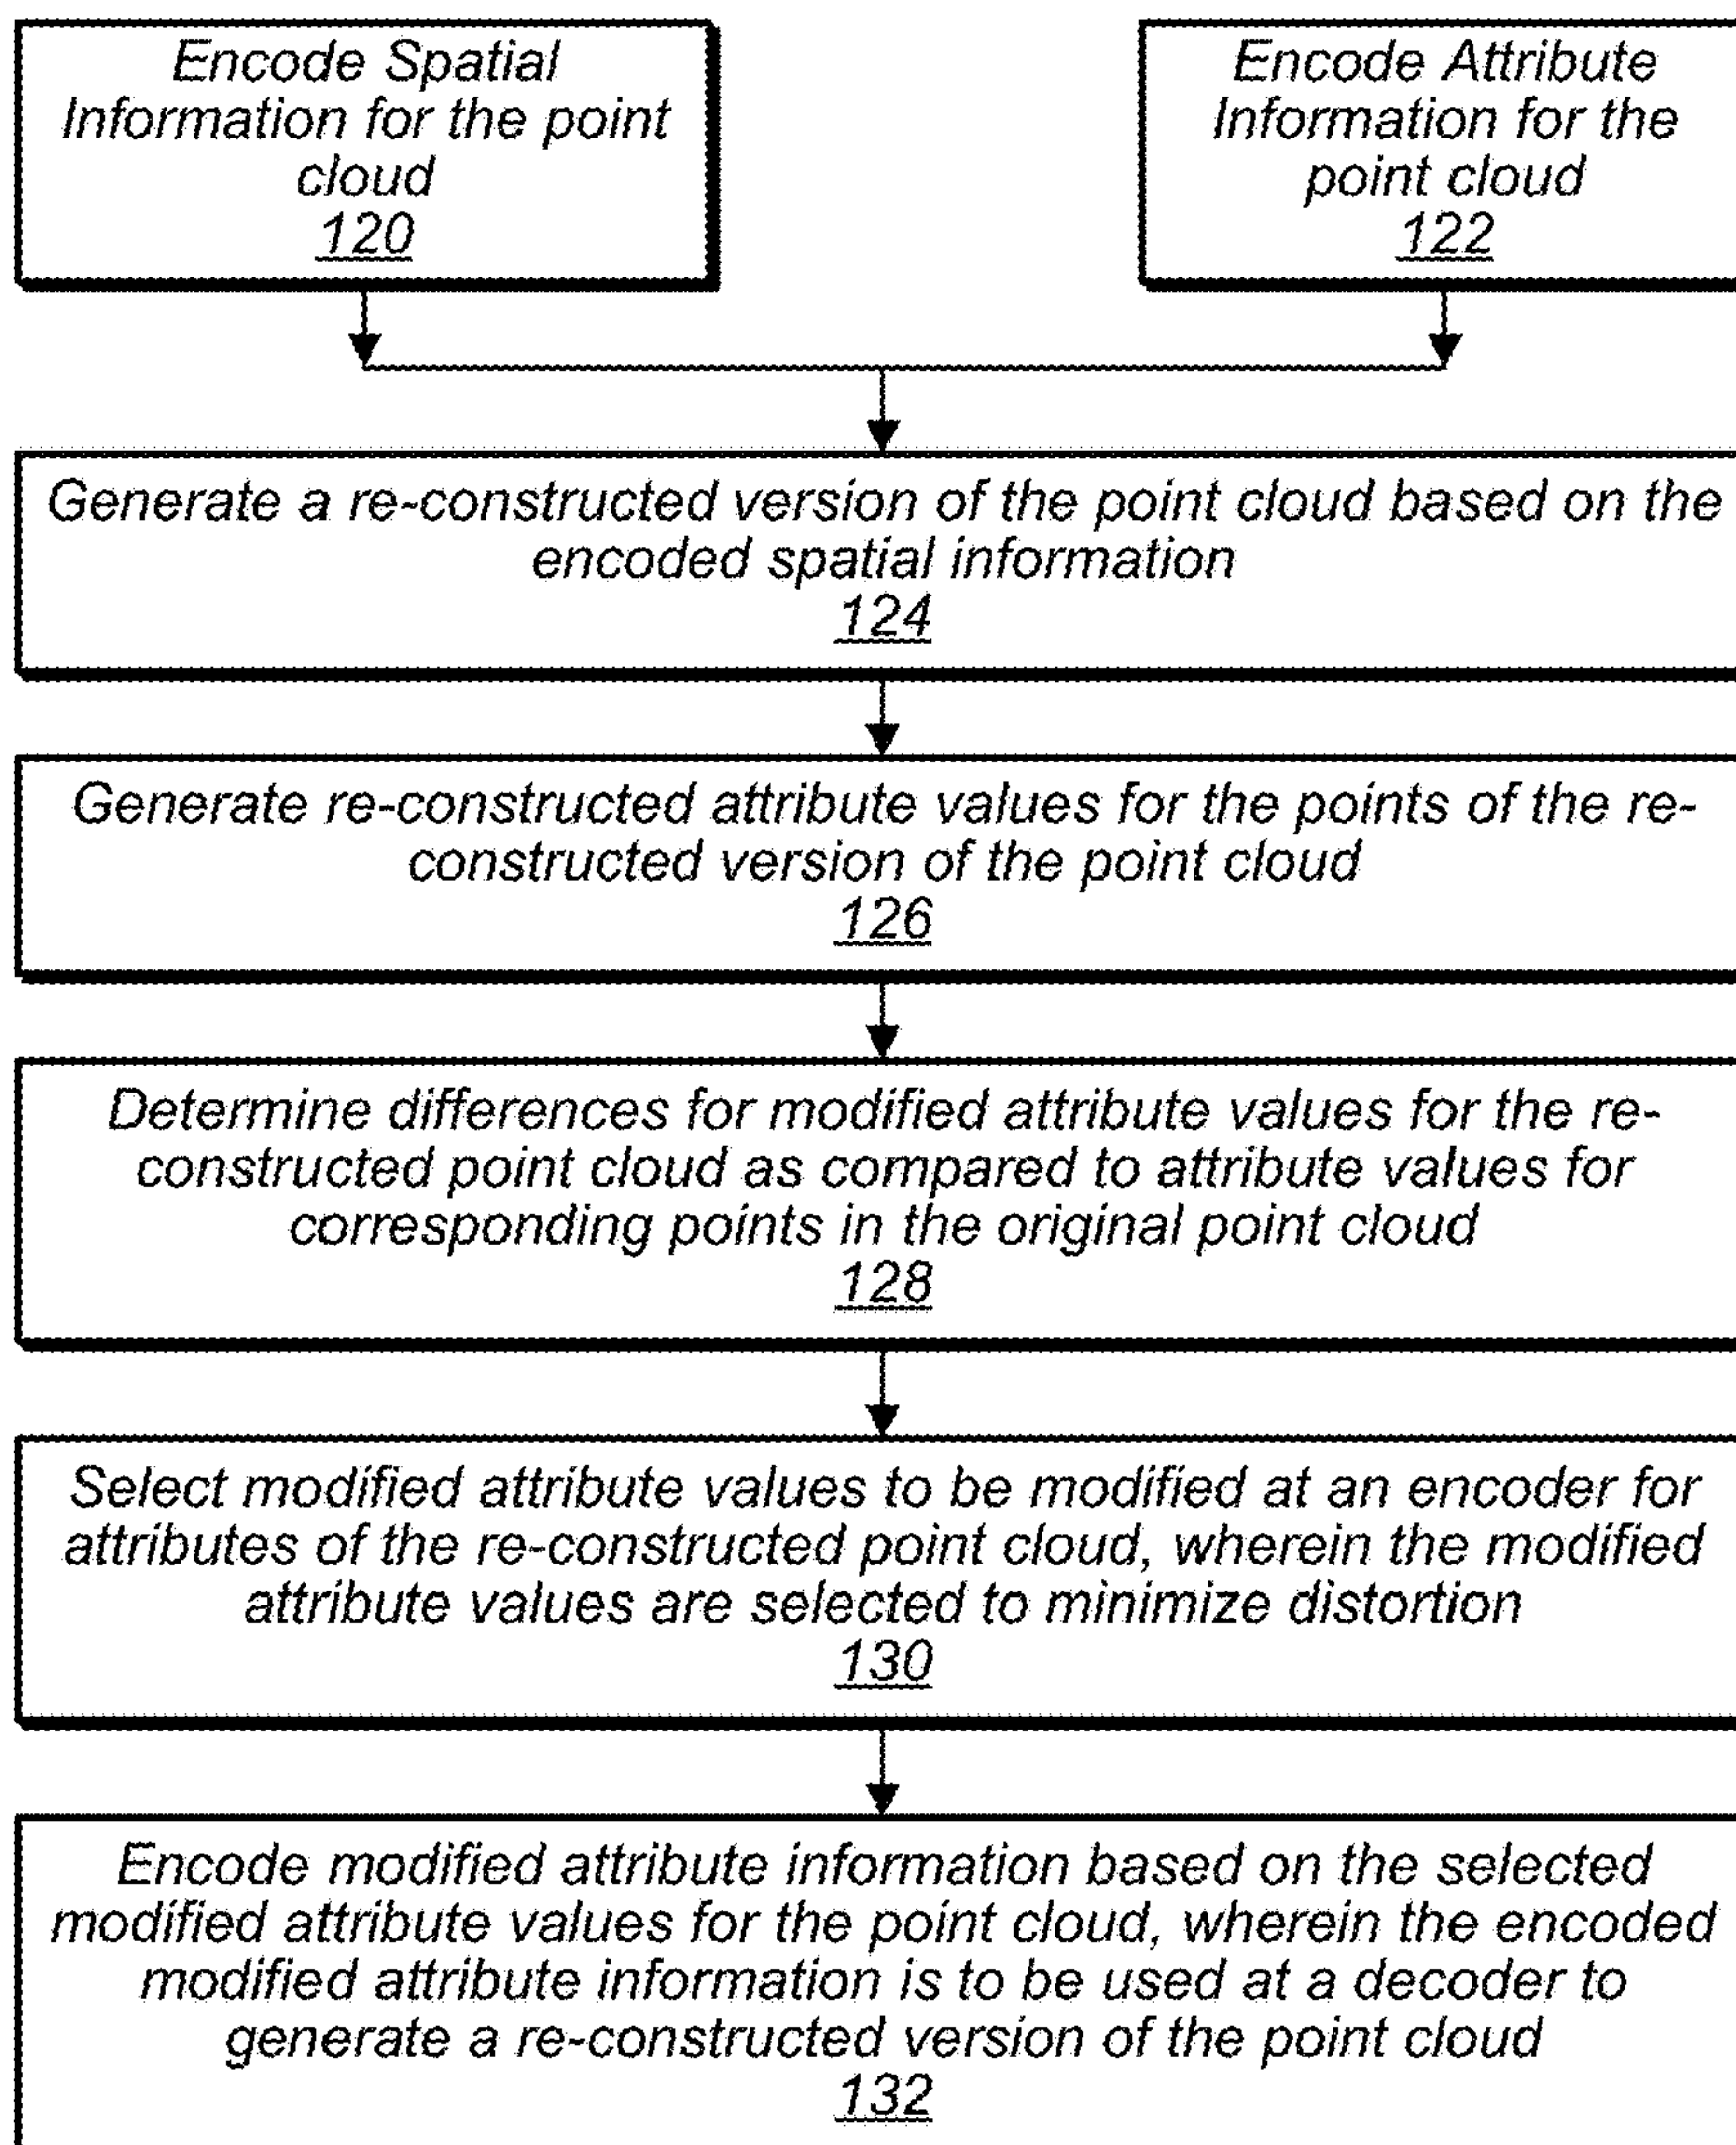 Encode Spatial
Information for the point
cloud
120
Encode Attribute
Information for the
point cloud
122
Generate a re-constructed version of the point cloud based on the
encoded spatial information
124
Generate re-constructed attribute values for the points of the re-
constructed version of the point cloud
126
Determine differences for modified attribute values for the re-
constructed point cloud as compared to attribute values for
corresponding points in the original point cloud
128
Select modified attribute values to be modified at an encoder for
attributes of the re-constructed point cloud, wherein the modified
attribute values are selected to minimize distortion
130
Encode modified attribute information based on the selected
modified attribute values for the point cloud, wherein the encoded
modified attribute information is to be used at a decoder to
generate a re-constructed version of the point cloud
132